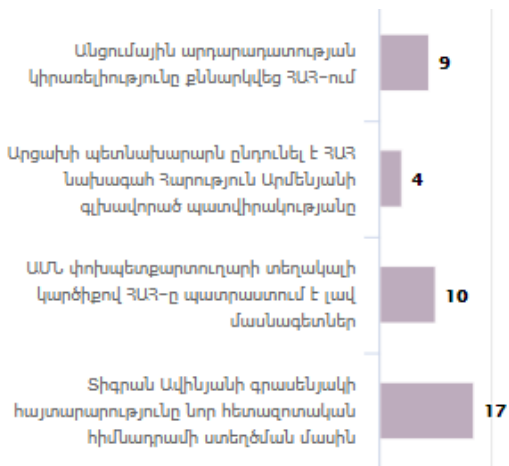 Անցումային արդարադատության
կիրառելիությունը քննարկվեց ՀԱՀ-ում
9
Արցախի պետնախարարն ընդունել է ՀԱՀ
նախագահ Հարություն Արմենյանի
գլխավորած պատվիրակությանը
4
ԱՄՆ փոխպետքարտուղարի տեղակալի
կարծիքով ՀԱՀ-ը պատրաստում է լավ
մասնագետներ
10
Տիգրան Ավինյանի գրասենյակի
հայտարարությունը նոր հետազոտական
հիմնադրամի ստեղծման մասին
17